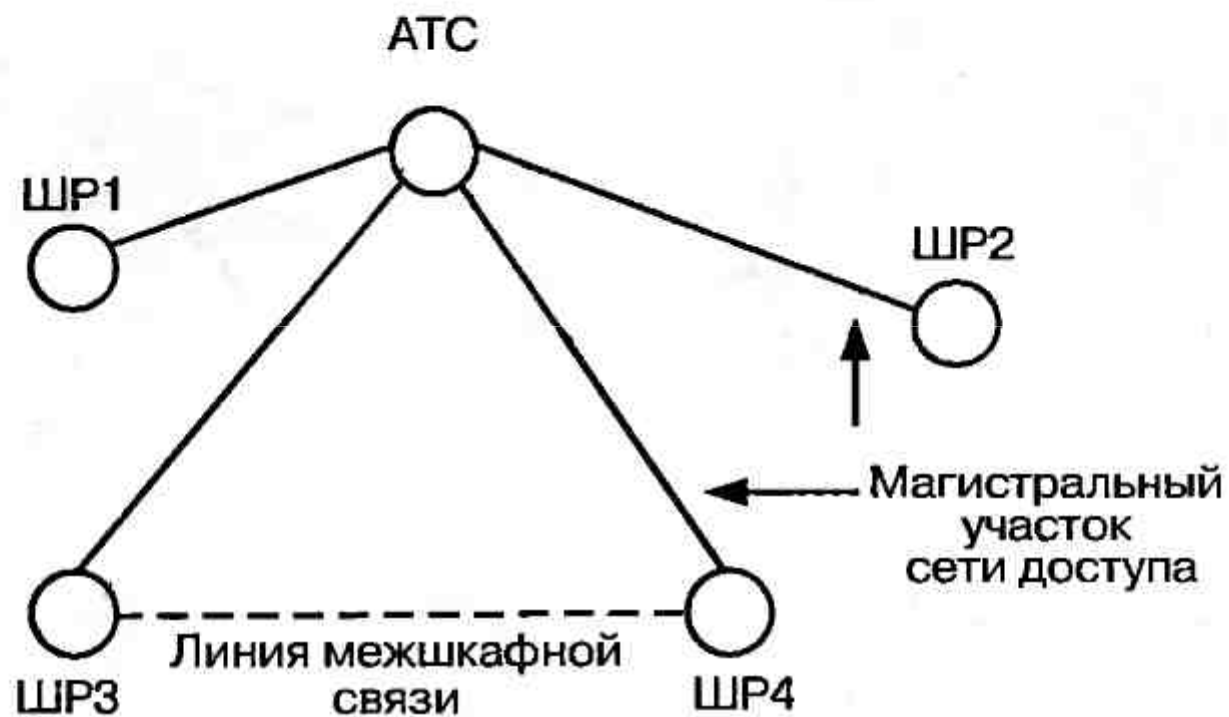 АТС
ШР1
ШР2
Магистральный
участок
сети доступа
Линия межшкафной
связи
ШР3
ШР4